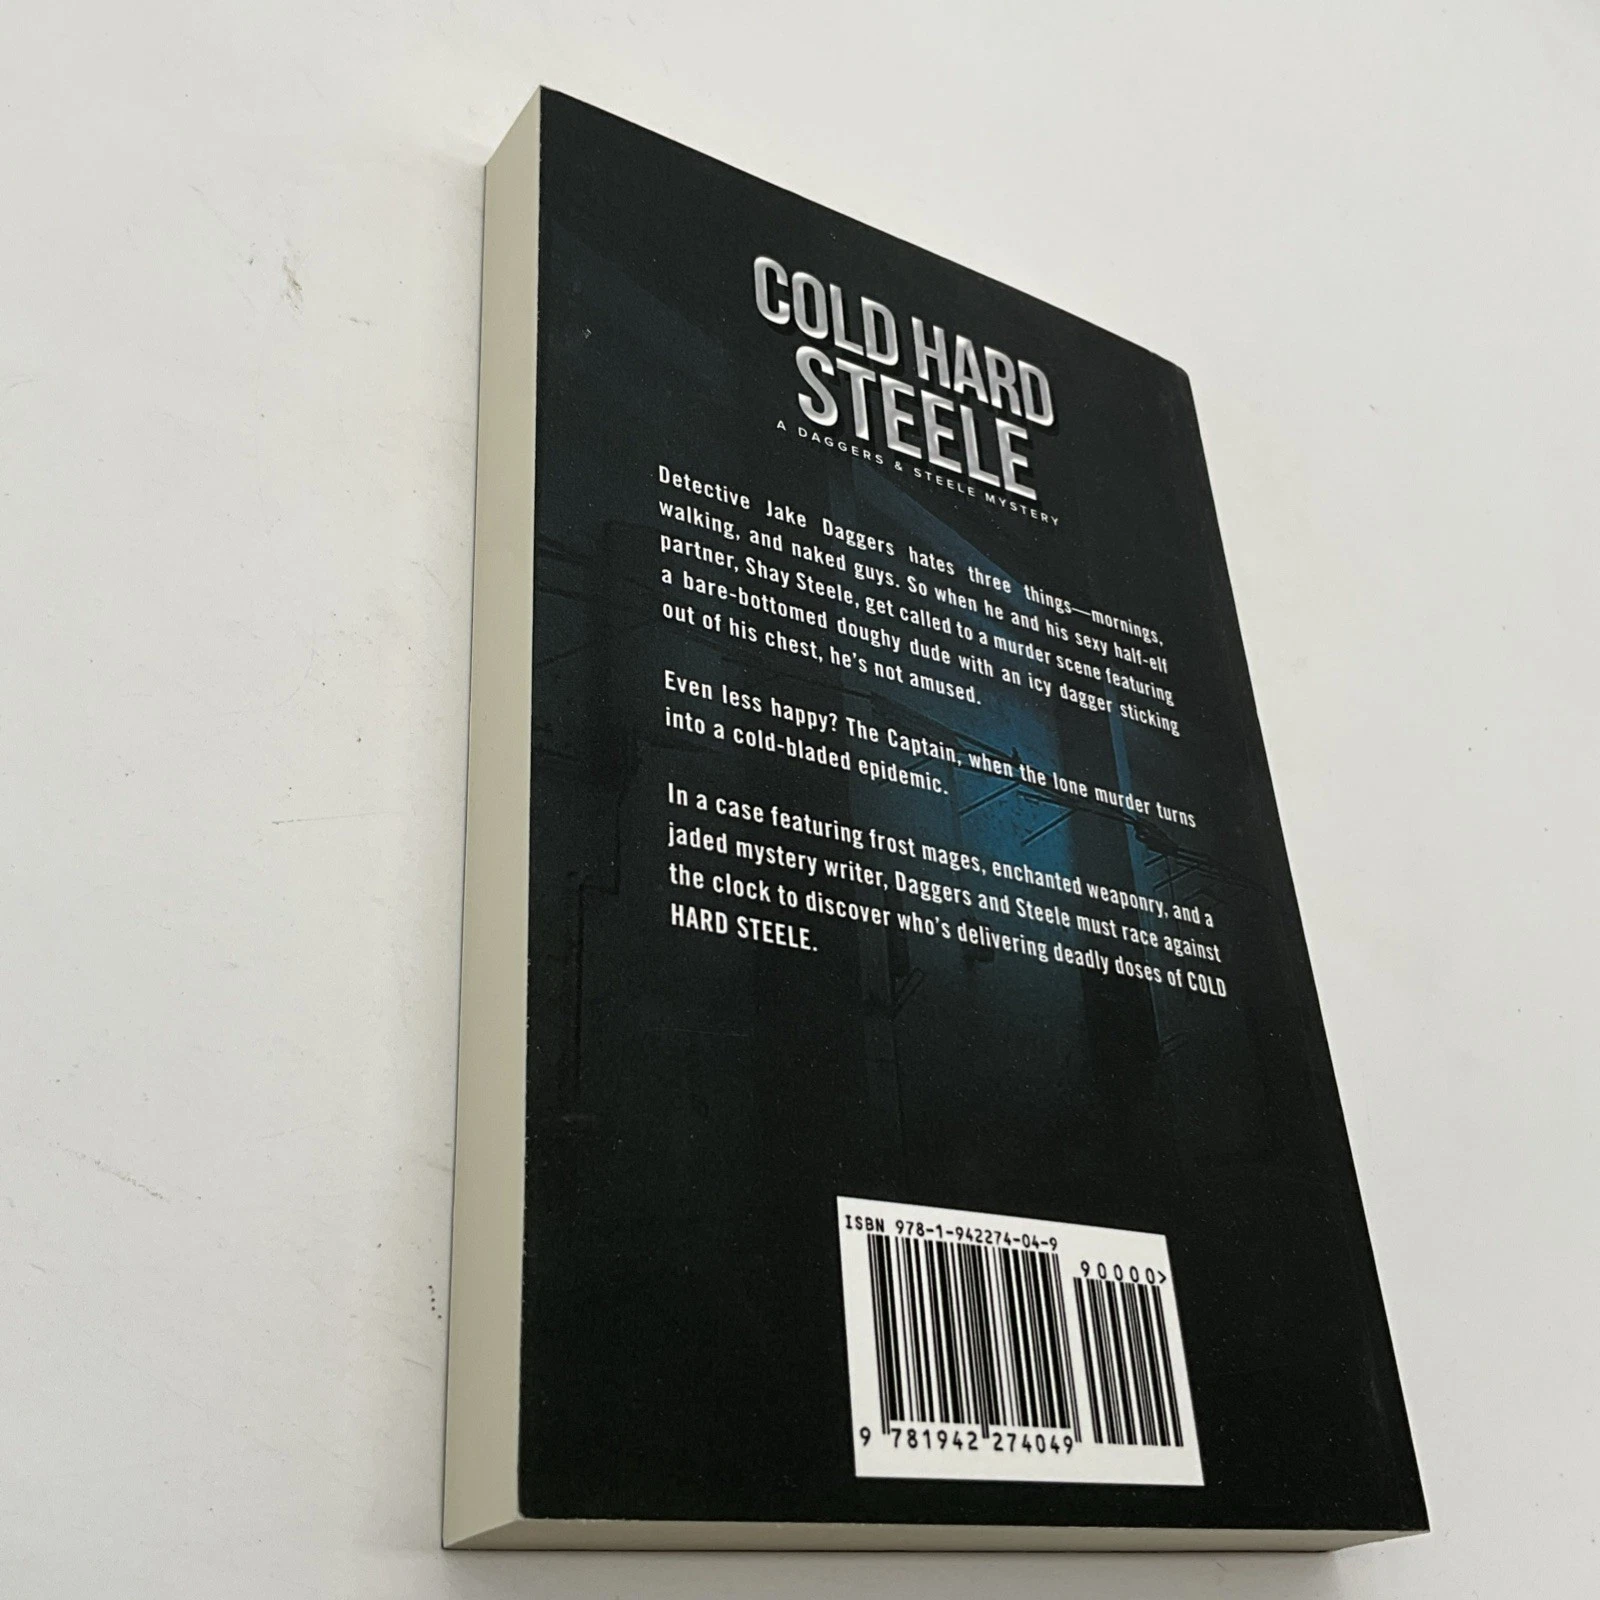 COLD HARD
STEELE
A DAGGERS & STEELE MYSTERY
Detective Jake Daggers hates three things—mornings,
walking, and naked guys. So when he and his sexy half-elf
partner, Shay Steele, get called to a murder scene featuring
a bare-bottomed doughy dude with an icy dagger sticking
out of his chest, he's not amused.
Even less happy? The Captain, when the lone murder turns
into a cold-bladed epidemic.
In a case featuring frost mages, enchanted weaponry, and a
jaded mystery writer, Daggers and Steele must race against
the clock to discover who's delivering deadly doses of COLD
HARD STEELE.
ISBN 978-1-942274-04-9
90000>
9 781942 274049